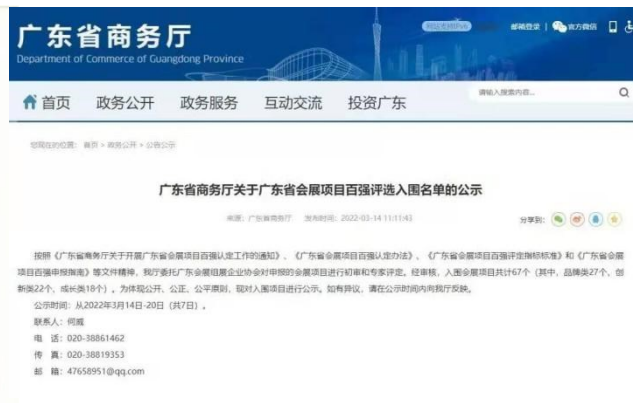 广东省商务厅
Department of Commerce of Guangdong Province
网站支持IPv6
邮箱登录 | 官方微信
首页 政务公开 政务服务 互动交流 投资广东
请输入搜索内容...
您现在的位置: 首页 > 政务公开 > 公告公示
广东省商务厅关于广东省会展项目百强评选入围名单的公示
来源: 广东省商务厅 发布时间: 2022-03-14 11:11:43
分享到:
按照《广东省商务厅关于开展广东省会展项目百强认定工作的通知》、《广东省会展项目百强认定办法》、《广东省会展项目百强评定指标标准》和《广东省会展
项目百强申报指南》等文件精神，我厅委托广东会展组展企业协会对申报的会展项目进行初审和专家评定。经审核，入围会展项目共计67个（其中，品牌类27个、创
新类22个、成长类18个）。为体现公开、公正、公平原则，现对入围项目进行公示。如有异议，请在公示时间内向我厅反映。
公示时间：从2022年3月14日-20日（共7日）。
联系人：何威
电 话：020-38861462
传 真：020-38819353
邮 箱：47658951@qq.com